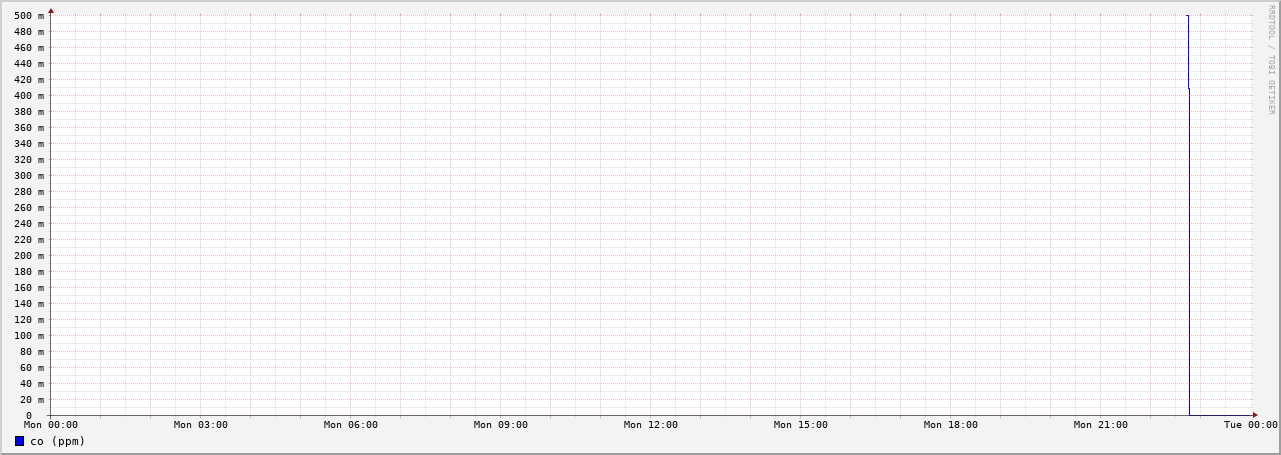 500 m
480 m
460 m
440 m
420 m
400 m
380 m
360 m
340 m
320 m
300 m
280 m
260 m
240 m
220 m
200 m
180 m
160 m
140 m
120 m
100 m
80 m
60 m
40 m
20 m
0
Mon 00:00 Mon 03:00 Mon 06:00 Mon 09:00 Mon 12:00 Mon 15:00 Mon 18:00 Mon 21:00 Tue 00:00
co (ppm)
RRDTOOL / TOBI OETIKER